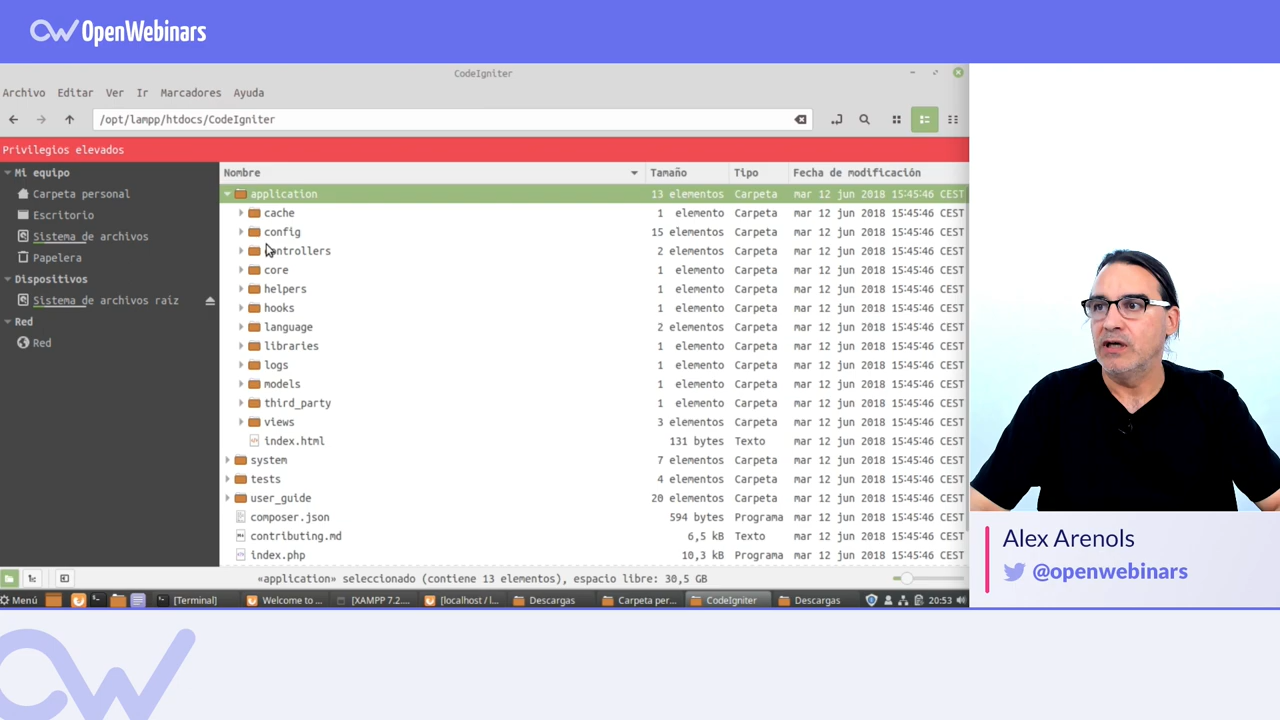 OpenWebinars
CodeIgniter
Archivo Editar Ver Ir Marcadores Ayuda
/opt/lampp/htdocs/CodeIgniter
Privilegios elevados
Mi equipo
Carpeta personal
Escritorio
Sistema de archivos
Papelera
Dispositivos
Sistema de archivos raíz
Red
Red
Nombre Tamaño Tipo Fecha de modificación
application 13 elementos Carpeta mar 12 jun 2018 15:45:46 CEST
cache 1 elemento Carpeta mar 12 jun 2018 15:45:46 CEST
config 15 elementos Carpeta mar 12 jun 2018 15:45:46 CEST
controllers 2 elementos Carpeta mar 12 jun 2018 15:45:46 CEST
core 1 elemento Carpeta mar 12 jun 2018 15:45:46 CEST
helpers 1 elemento Carpeta mar 12 jun 2018 15:45:46 CEST
hooks 1 elemento Carpeta mar 12 jun 2018 15:45:46 CEST
language 2 elementos Carpeta mar 12 jun 2018 15:45:46 CEST
libraries 1 elemento Carpeta mar 12 jun 2018 15:45:46 CEST
logs 1 elemento Carpeta mar 12 jun 2018 15:45:46 CEST
models 1 elemento Carpeta mar 12 jun 2018 15:45:46 CEST
third_party 1 elemento Carpeta mar 12 jun 2018 15:45:46 CEST
views 3 elementos Carpeta mar 12 jun 2018 15:45:46 CEST
index.html 131 bytes Texto mar 12 jun 2018 15:45:46 CEST
system 7 elementos Carpeta mar 12 jun 2018 15:45:46 CEST
tests 4 elementos Carpeta mar 12 jun 2018 15:45:46 CEST
user_guide 20 elementos Carpeta mar 12 jun 2018 15:45:46 CEST
composer.json 594 bytes Programa mar 12 jun 2018 15:45:46 CEST
contributing.md 6,5 kB Texto mar 12 jun 2018 15:45:46 CEST
index.php 10,3 kB Programa mar 12 jun 2018 15:45:46 CEST
«application» seleccionado (contiene 13 elementos), espacio libre: 30,5 GB
Menú [Terminal] Welcome to ... [XAMPP 7.2.... [localhost / l... Descargas Carpeta per... CodeIgniter Descargas 20:53
Alex Arenols
@openwebinars